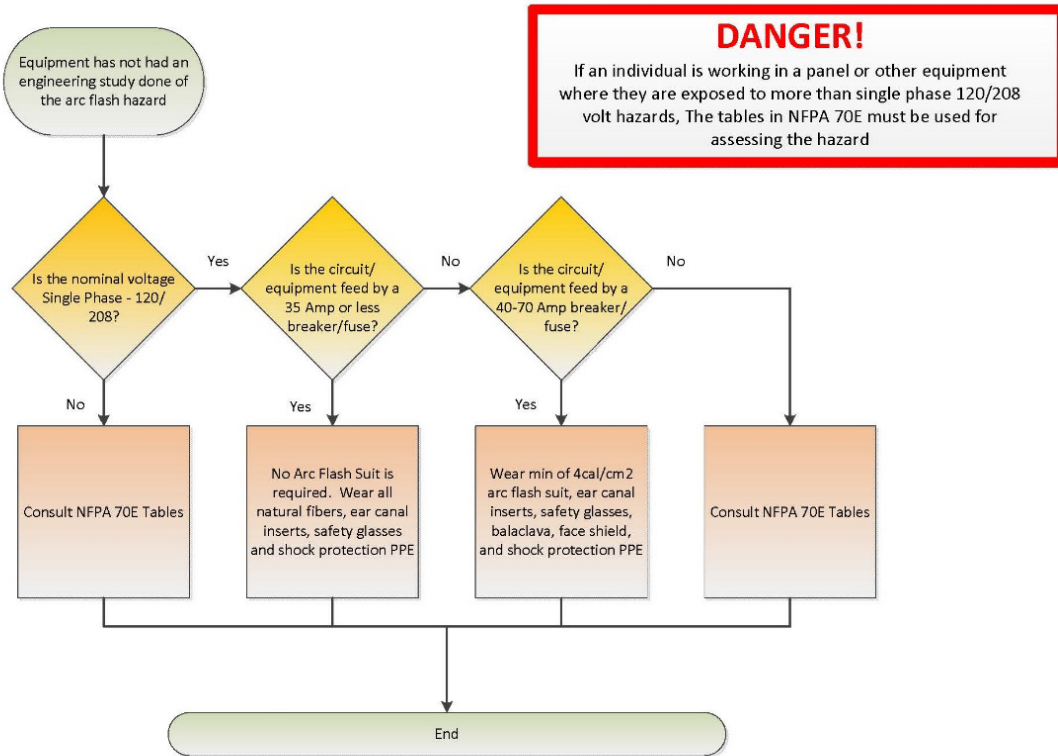 DANGER!
If an individual is working in a panel or other equipment
where they are exposed to more than single phase 120/208
volt hazards, The tables in NFPA 70E must be used for
assessing the hazard
Equipment has not had an
engineering study done of
the arc flash hazard
Is the nominal voltage
Single Phase - 120/
208?
Yes
Is the circuit/
equipment feed by a
35 Amp or less
breaker/fuse?
No
Is the circuit/
equipment feed by a
40-70 Amp breaker/
fuse?
No
No
Yes
Yes
Consult NFPA 70E Tables
No Arc Flash Suit is
required. Wear all
natural fibers, ear canal
inserts, safety glasses
and shock protection PPE
Wear min of 4cal/cm2
arc flash suit, ear canal
inserts, safety glasses,
balaclava, face shield,
and shock protection PPE
Consult NFPA 70E Tables
End